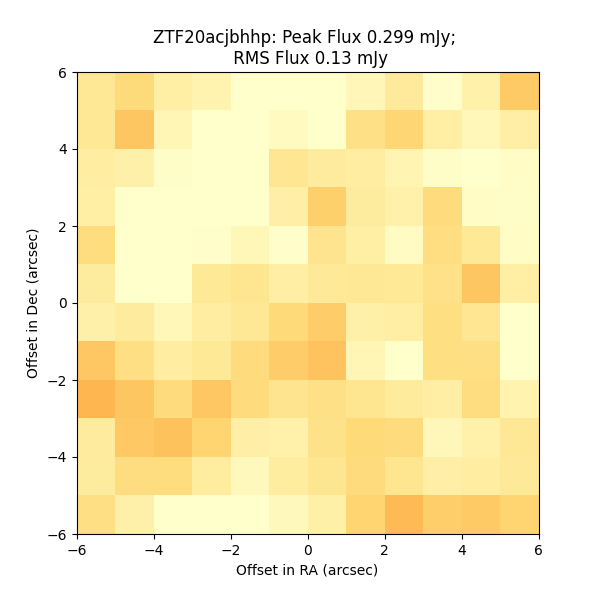 ZTF20acjbhhp: Peak Flux 0.299 mJy;
RMS Flux 0.13 mJy
6
4
2
0
−2
−4
−6
Offset in Dec (arcsec)
−6 −4 −2 0 2 4 6
Offset in RA (arcsec)